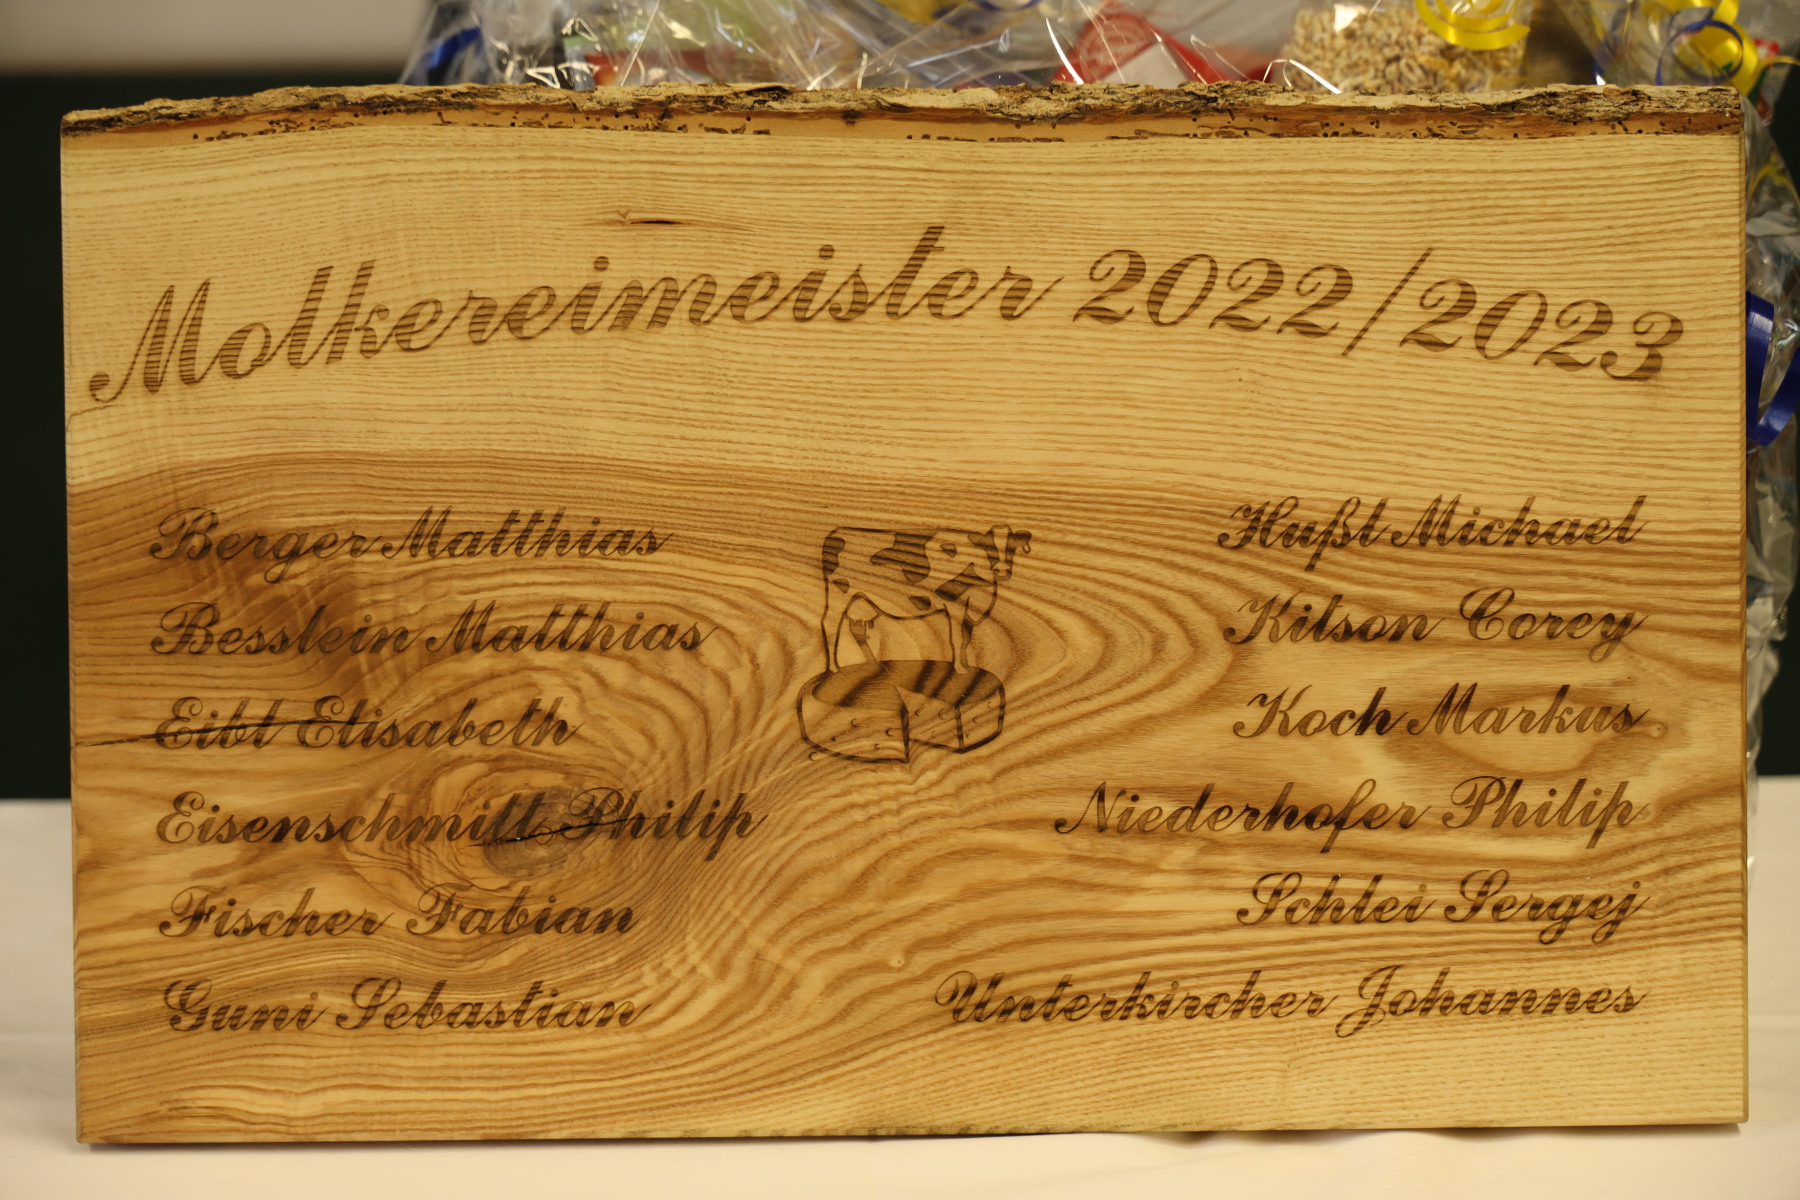 Molkereimeister 2022/2023
Berger Matthias
Besslein Matthias
Eibl Elisabeth
Eisenschmitt Philip
Fischer Fabian
Guni Sebastian
Hußl Michael
Kitson Corey
Koch Markus
Niederhofer Philip
Schlei Sergej
Unterkircher Johannes